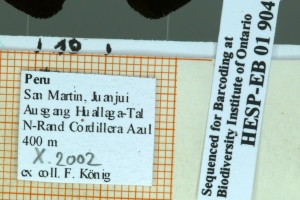 10
Peru
San Martin, Juanjui
Ausgang Huallaga-Tal
N-Rand Cordillera Azul
400 m
X. 2002
ex coll. F. König
Sequenced for Barcoding at
Biodiversity Institute of Ontario
HESP-EB 01 904